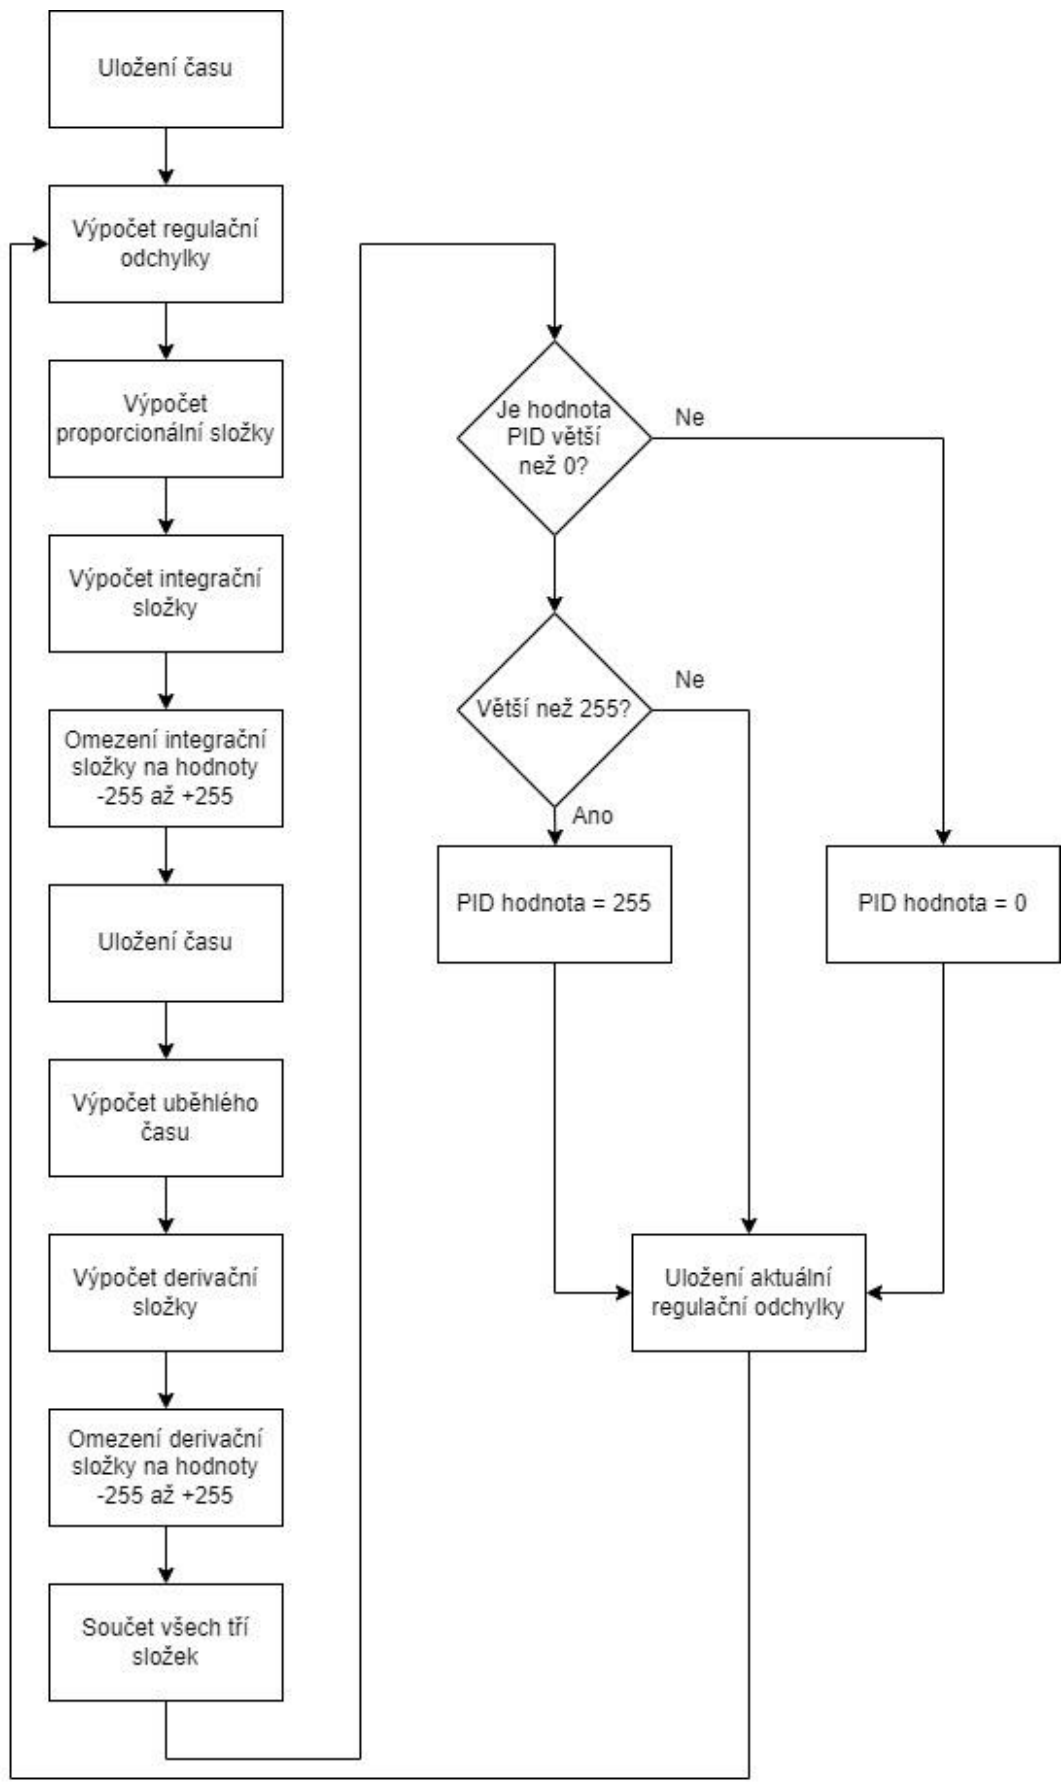 Uložení času
Výpočet regulační
odchylky
Výpočet
proporcionální složky
Výpočet integrační
složky
Omezení integrační
složky na hodnoty
-255 až +255
Uložení času
Výpočet uběhlého
času
Výpočet derivační
složky
Omezení derivační
složky na hodnoty
-255 až +255
Součet všech tří
složek
Je hodnota
PID větší
než 0?
Ne
Větší než 255?
Ne
Ano
PID hodnota = 255
PID hodnota = 0
Uložení aktuální
regulační odchylky